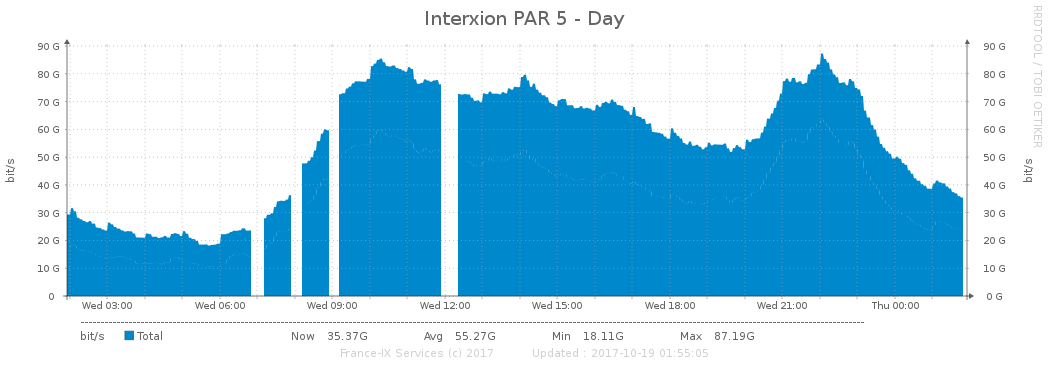 Interxion PAR 5 - Day
RRDTOOL / TOBI OETIKER
90 G 90 G
80 G 80 G
70 G 70 G
60 G 60 G
50 G 50 G
40 G 40 G
30 G 30 G
20 G 20 G
10 G 10 G
0 0 G
bit/s
bit/s
Wed 03:00 Wed 06:00 Wed 09:00 Wed 12:00 Wed 15:00 Wed 18:00 Wed 21:00 Thu 00:00
bit/s Total Now 35.37G Avg 55.27G Min 18.11G Max 87.19G
France-IX Services (c) 2017 Updated : 2017-10-19 01:55:05